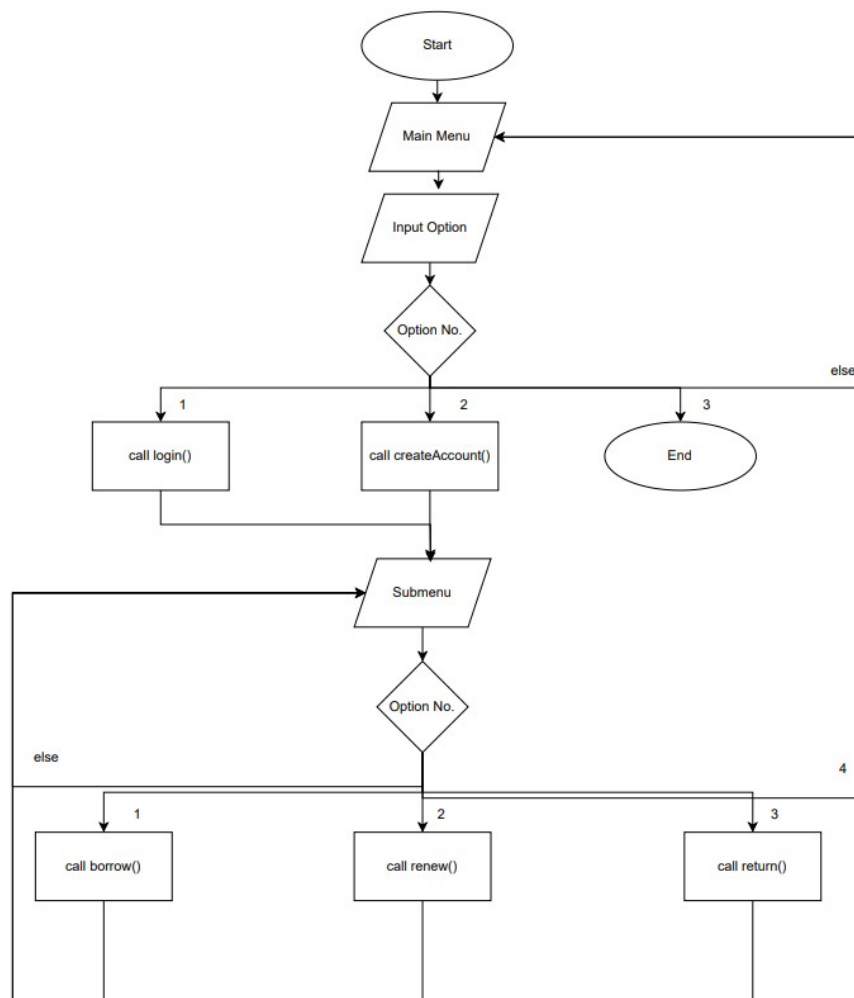 Start
Main Menu
Input Option
Option No.
else
1
2
3
call login()
call createAccount()
End
Submenu
Option No.
else
4
1
2
3
call borrow()
call renew()
call return()